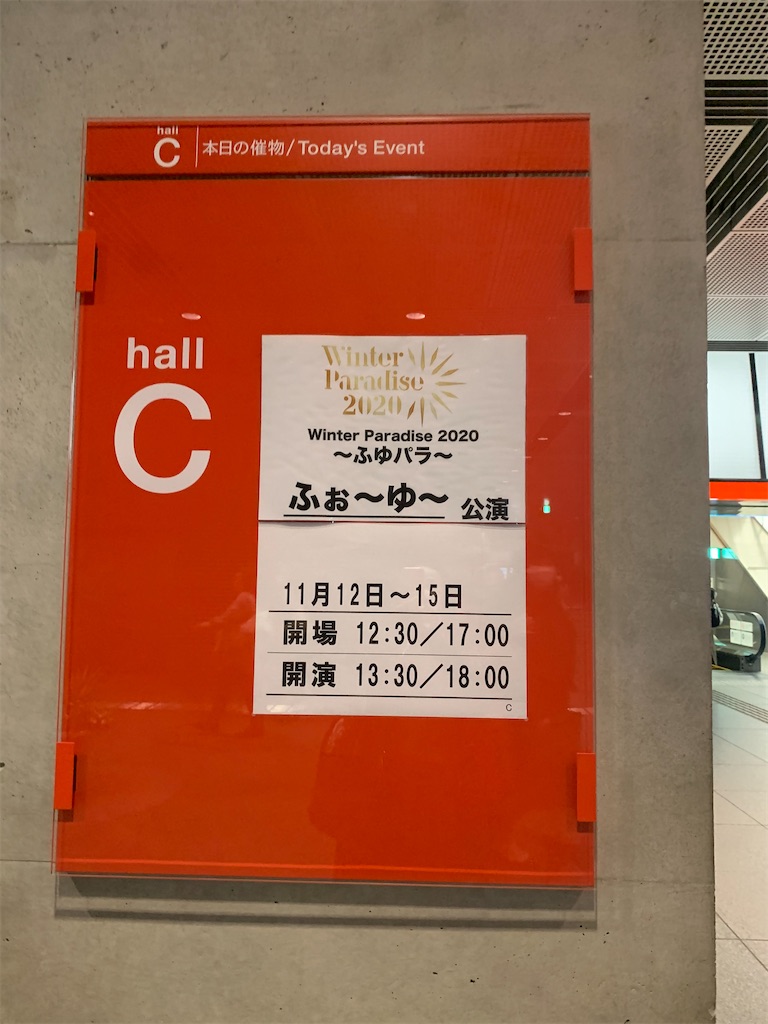 hall
C
本日の催物/Today's Event
hall
C
Winter
Paradise
2020
Winter Paradise 2020
～ふゆパラ～
ふぉ～ゆ～ 公演
11月12日～15日
開場 12:30／17:00
開演 13:30／18:00
C